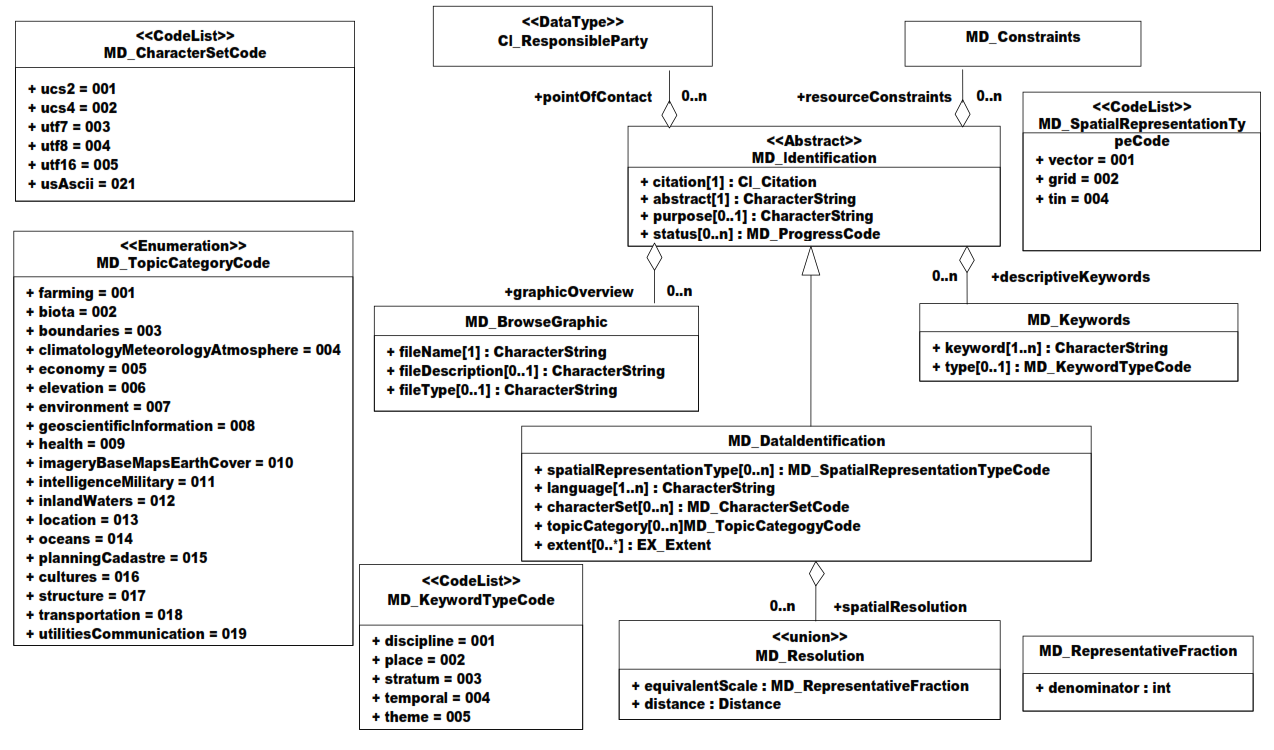 <<CodeList>>
MD_CharacterSetCode
+ ucs2 = 001
+ ucs4 = 002
+ utf7 = 003
+ utf8 = 004
+ utf16 = 005
+ usAscii = 021
<<DataType>>
CI_ResponsibleParty
MD_Constraints
+pointOfContact
0..n
+resourceConstraints
0..n
<<CodeList>>
MD_SpatialRepresentationTy
peCode
+ vector = 001
+ grid = 002
+ tin = 004
<<Abstract>>
MD_Identification
+ citation[1] : CI_Citation
+ abstract[1] : CharacterString
+ purpose[0..1] : CharacterString
+ status[0..n] : MD_ProgressCode
<<Enumeration>>
MD_TopicCategoryCode
+ farming = 001
+ biota = 002
+ boundaries = 003
+ climatologyMeteorologyAtmosphere = 004
+ economy = 005
+ elevation = 006
+ environment = 007
+ geoscientificInformation = 008
+ health = 009
+ imageryBaseMapsEarthCover = 010
+ intelligenceMilitary = 011
+ inlandWaters = 012
+ location = 013
+ oceans = 014
+ planningCadastre = 015
+ cultures = 016
+ structure = 017
+ transportation = 018
+ utilitiesCommunication = 019
+graphicOverview
0..n
0..n
+descriptiveKeywords
MD_BrowseGraphic
+ fileName[1] : CharacterString
+ fileDescription[0..1] : CharacterString
+ fileType[0..1] : CharacterString
MD_Keywords
+ keyword[1..n] : CharacterString
+ type[0..1] : MD_KeywordTypeCode
MD_DataIdentification
+ spatialRepresentationType[0..n] : MD_SpatialRepresentationTypeCode
+ language[1..n] : CharacterString
+ characterSet[0..n] : MD_CharacterSetCode
+ topicCategory[0..n]MD_TopicCategogyCode
+ extent[0..*] : EX_Extent
<<CodeList>>
MD_KeywordTypeCode
+ discipline = 001
+ place = 002
+ stratum = 003
+ temporal = 004
+ theme = 005
0..n
+spatialResolution
<<union>>
MD_Resolution
+ equivalentScale : MD_RepresentativeFraction
+ distance : Distance
MD_RepresentativeFraction
+ denominator : int